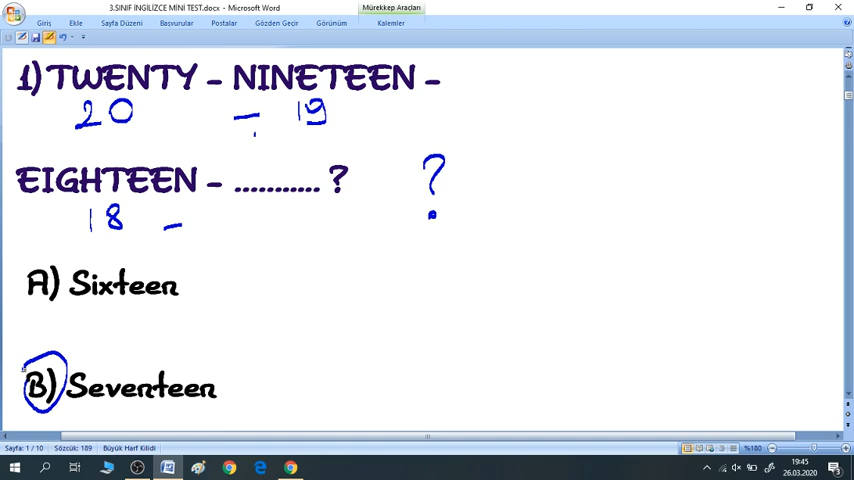 3.SINIF İNGİLİZCE MİNİ TEST.docx - Microsoft Word
Mürekkep Araçları
Giriş Ekle Sayfa Düzeni Başvurular Postalar Gözden Geçir Görünüm Kalemler
1) TWENTY - NINETEEN -
20 - 19
EIGHTEEN - ........... ? ?
18 -
A) Sixteen
B) Seventeen
Sayfa: 1 / 10 Sözcük: 189 Büyük Harf Kilidi %180
19:45
26.03.2020
3